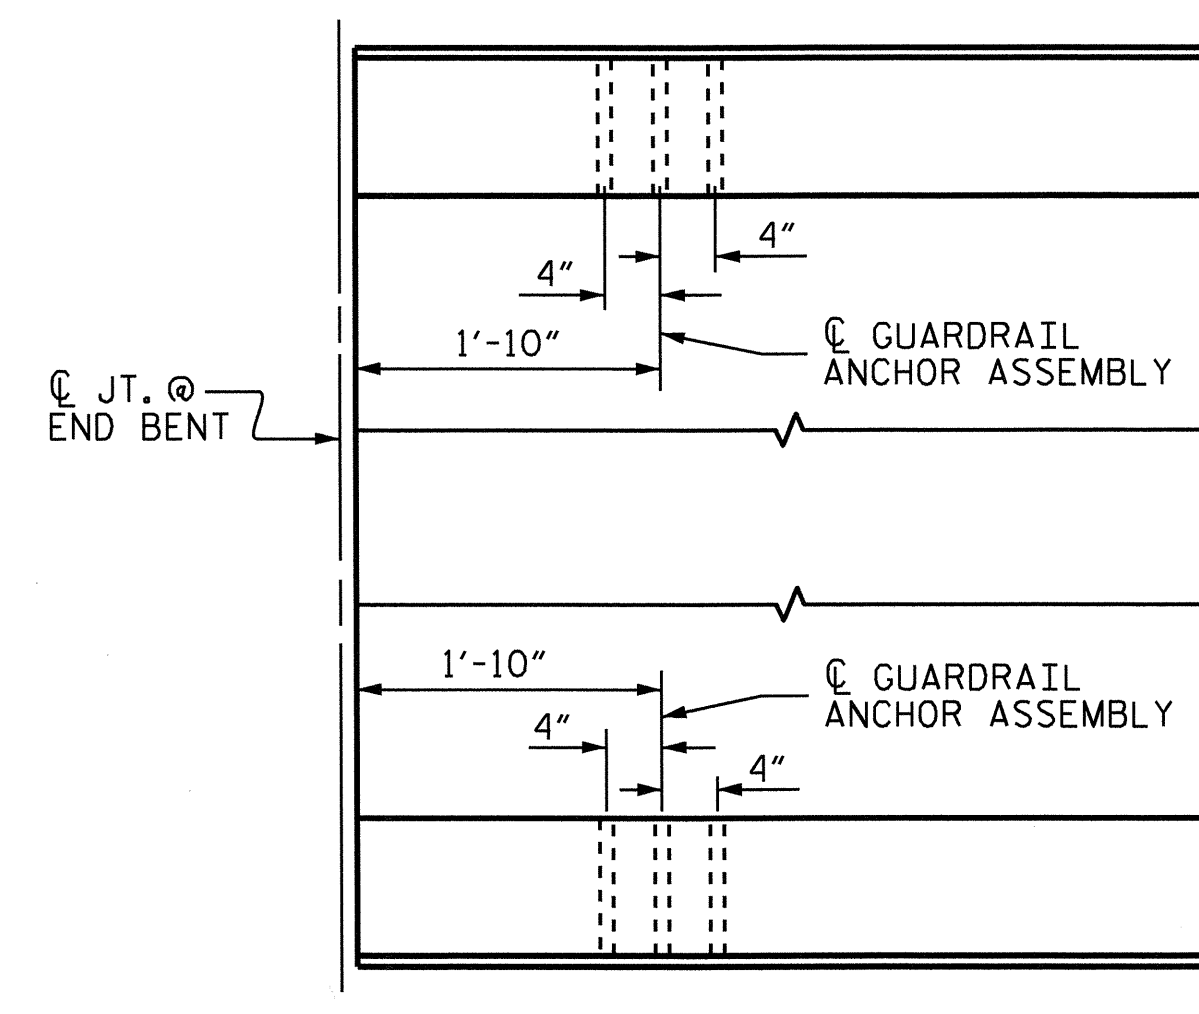 4"
4"
1'-10"
℄ GUARDRAIL
ANCHOR ASSEMBLY
℄ JT. @
END BENT
1'-10"
℄ GUARDRAIL
ANCHOR ASSEMBLY
4"
4"